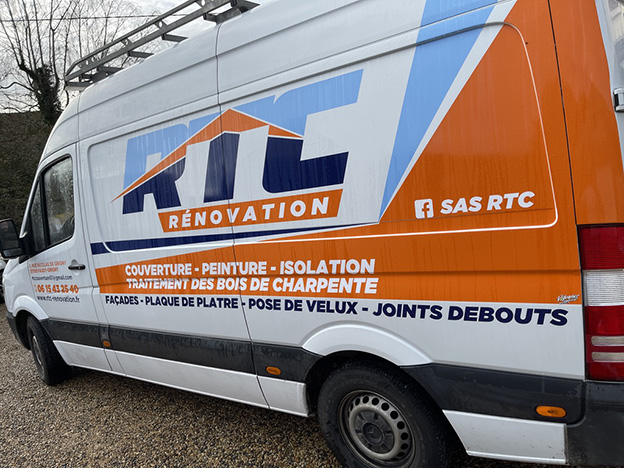 RTC
RÉNOVATION
SAS RTC
COUVERTURE - PEINTURE - ISOLATION
TRAITEMENT DES BOIS DE CHARPENTE
FAÇADES - PLAQUE DE PLATRE - POSE DE VELUX - JOINTS DEBOUTS
06 15 43 26 40
www.rtc-renovation.fr